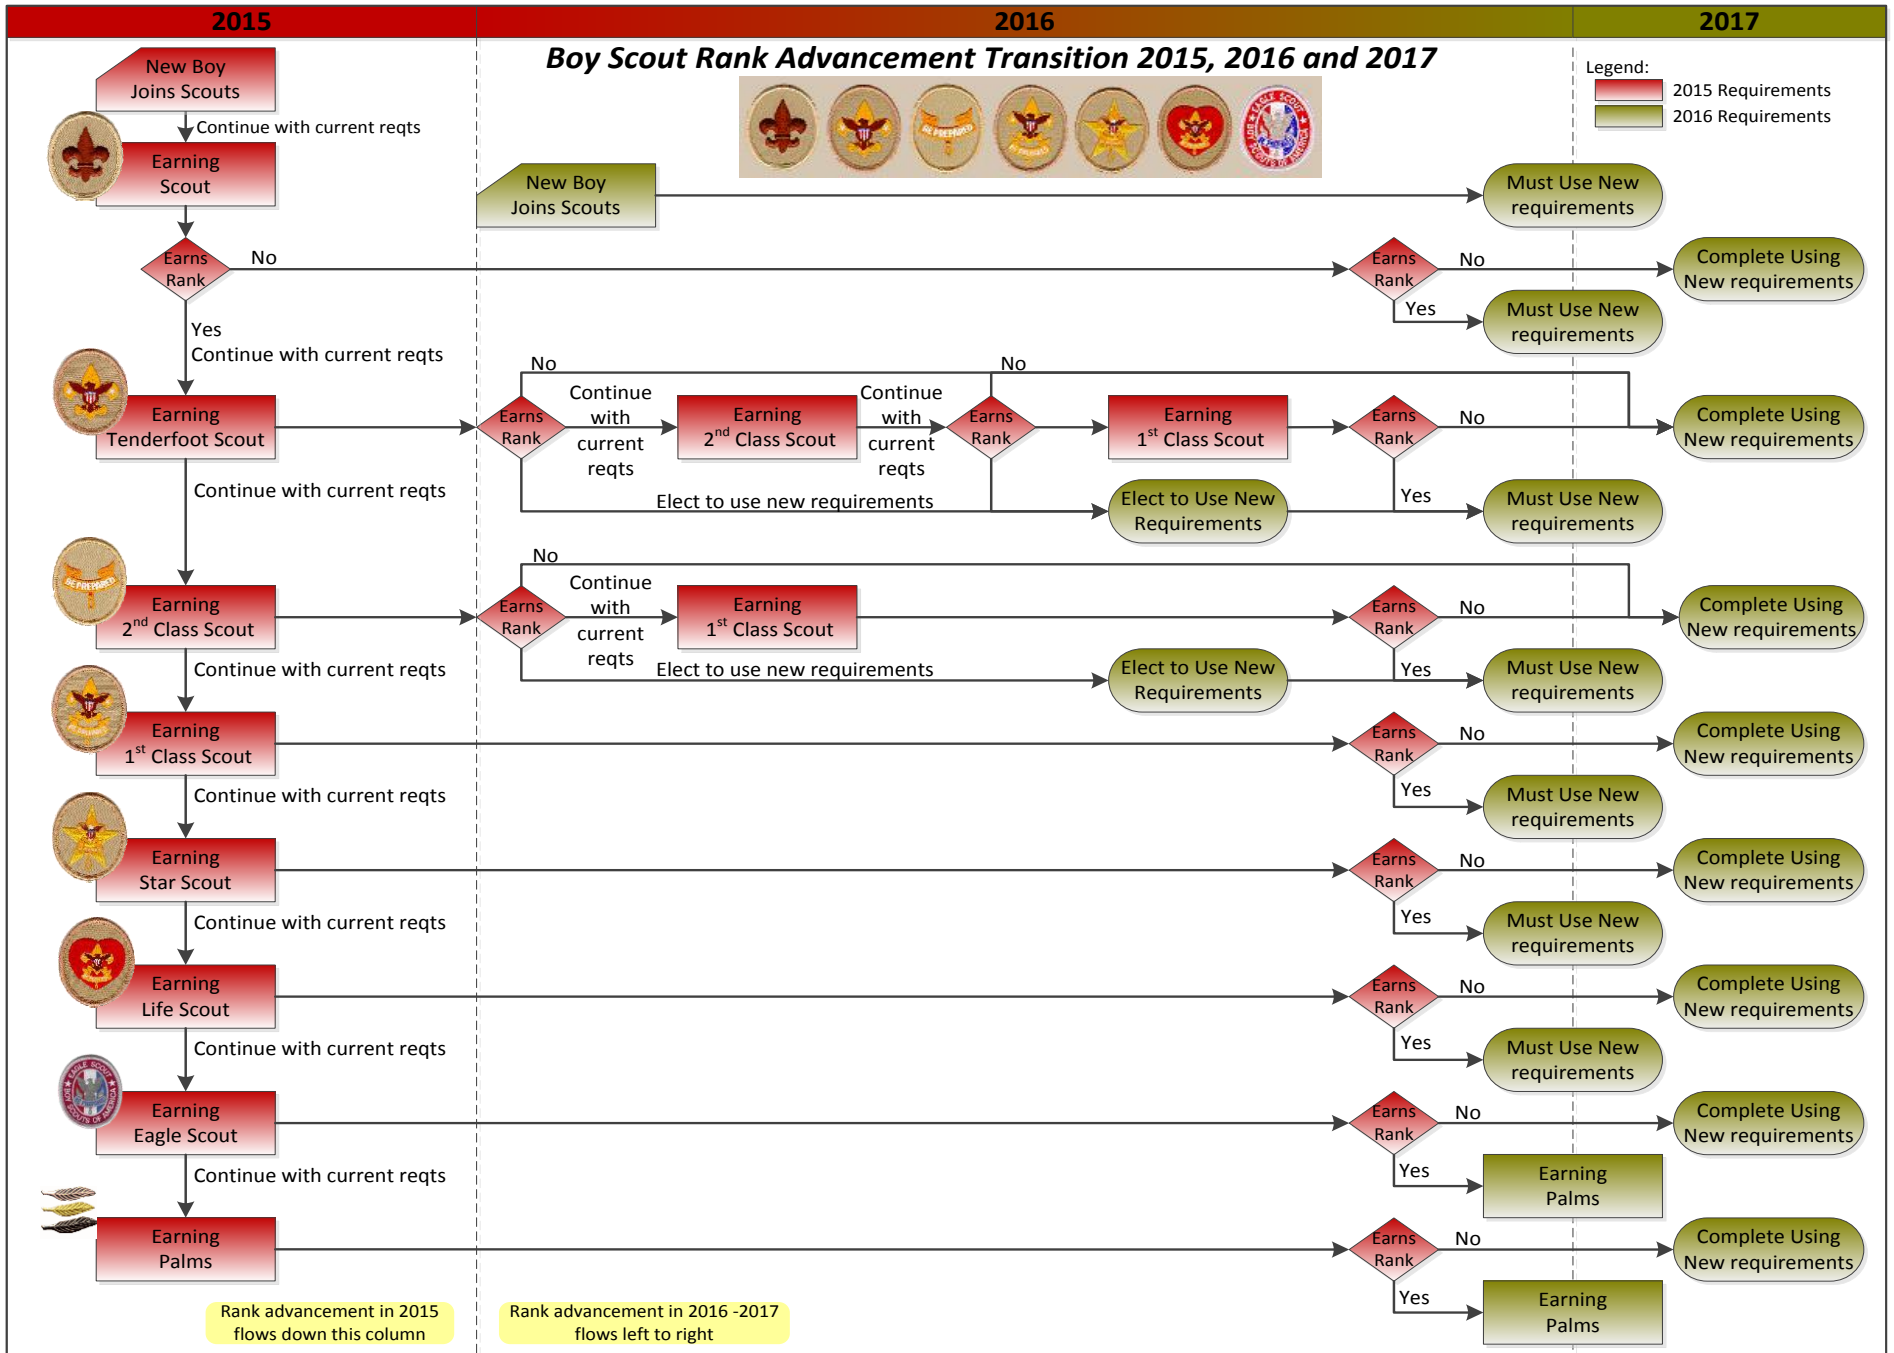 2015
2016
2017
Boy Scout Rank Advancement Transition 2015, 2016 and 2017
Legend:
2015 Requirements
2016 Requirements
New Boy
Joins Scouts
Continue with current reqts
Earning
Scout
New Boy
Joins Scouts
Must Use New
requirements
Earns
Rank
No
Earns
Rank
No
Complete Using
New requirements
Yes
Must Use New
requirements
Yes
Continue with current reqts
Earning
Tenderfoot Scout
No
Earns
Rank
Continue
with
current
reqts
Earning
2nd Class Scout
Continue
with
current
reqts
No
Earns
Rank
Earning
1st Class Scout
Earns
Rank
No
Complete Using
New requirements
Continue with current reqts
Elect to use new requirements
Elect to Use New
Requirements
Yes
Must Use New
requirements
BE PREPARED
Earning
2nd Class Scout
No
Earns
Rank
Continue
with
current
reqts
Earning
1st Class Scout
Earns
Rank
No
Complete Using
New requirements
Continue with current reqts
Elect to use new requirements
Elect to Use New
Requirements
Yes
Must Use New
requirements
Earning
1st Class Scout
Earns
Rank
No
Complete Using
New requirements
Continue with current reqts
Yes
Must Use New
requirements
Earning
Star Scout
Earns
Rank
No
Complete Using
New requirements
Continue with current reqts
Yes
Must Use New
requirements
Earning
Life Scout
Earns
Rank
No
Complete Using
New requirements
Continue with current reqts
Yes
Must Use New
requirements
EAGLE SCOUT
BOY SCOUTS OF AMERICA
Earning
Eagle Scout
Earns
Rank
No
Complete Using
New requirements
Continue with current reqts
Yes
Earning
Palms
Earning
Palms
Earns
Rank
No
Complete Using
New requirements
Yes
Earning
Palms
Rank advancement in 2015
flows down this column
Rank advancement in 2016 -2017
flows left to right